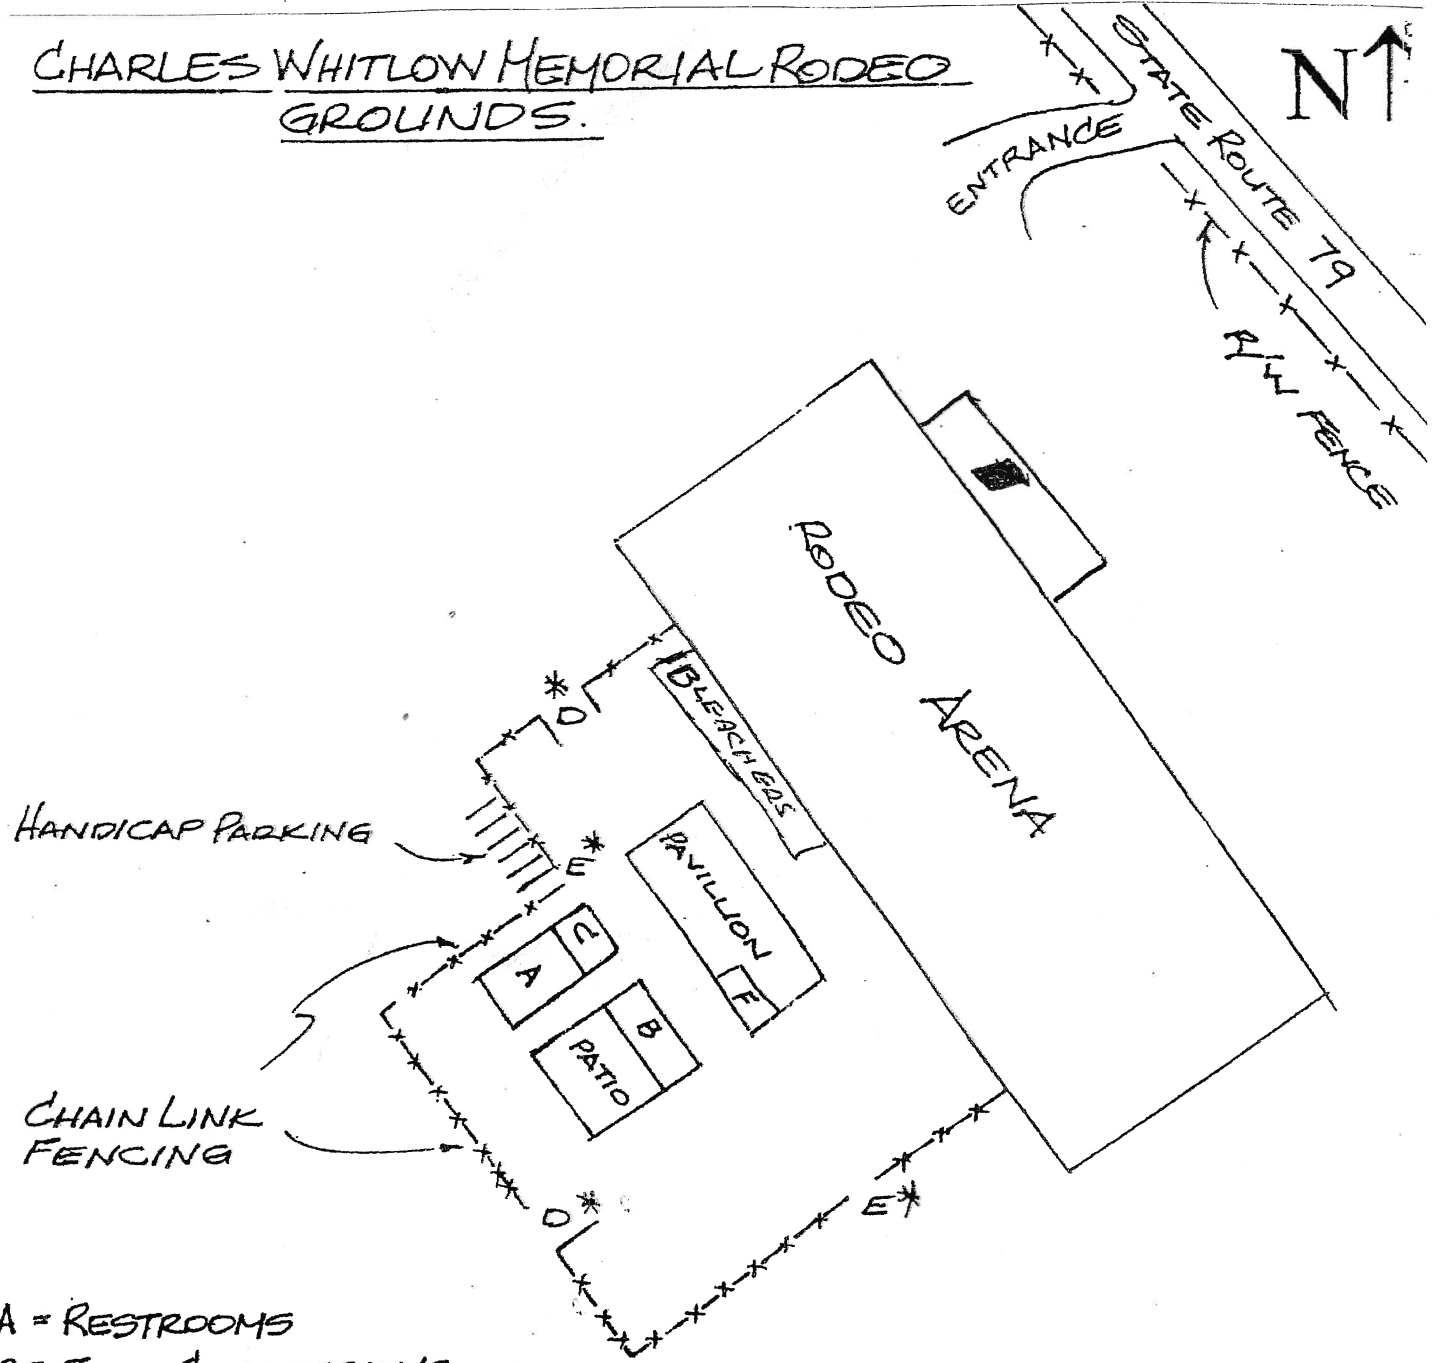 CHARLES WHITLOW MEMORIAL RODEO
GROUNDS.
N
STATE ROUTE 79
ENTRANCE
R/W FENCE
RODEO ARENA
BLEACHERS
* D
HANDICAP PARKING
E *
PAVILLION
F
C
A
B
PATIO
CHAIN LINK
FENCING
D *
E *
A = RESTROOMS